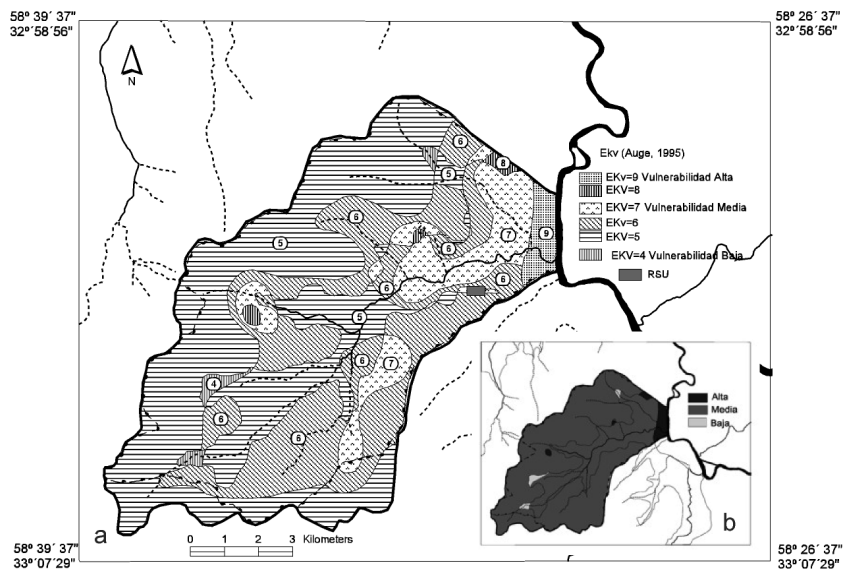 58º 39´ 37"
32º 58´ 56"
58º 26´ 37"
32º 58´ 56"
N
Ekv (Auge, 1995)
EKv=9 Vulnerabilidad Alta
EKV=8
EKV=7 Vulnerabilidad Media
EKv=6
EKV=5
EKV=4 Vulnerabilidad Baja
RSU
6
8
5
6
7
9
5
6
6
6
5
6
7
4
6
6
Alta
Media
Baja
a
b
0 1 2 3 Kilometers
58º 39´ 37"
33º 07´ 29"
58º 26´ 37"
33º 07´ 29"